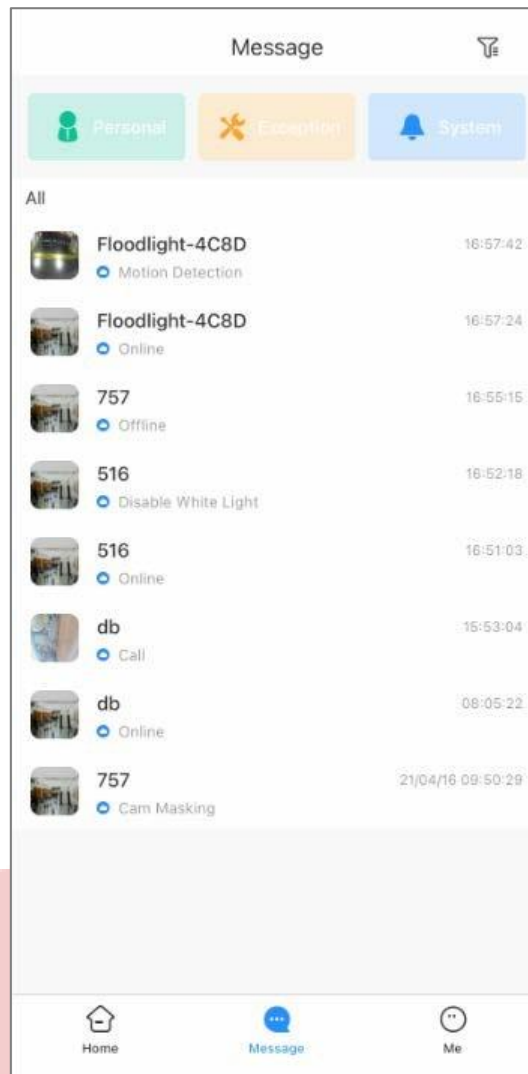 Message
Personal
Exception
System
All
Floodlight-4C8D
16:57:42
Motion Detection
Floodlight-4C8D
16:57:24
Online
757
16:55:15
Offline
516
16:52:18
Disable White Light
516
16:51:03
Online
db
15:53:04
Call
db
08:05:22
Online
757
21/04/16 09:50:29
Cam Masking
Home
Message
Me